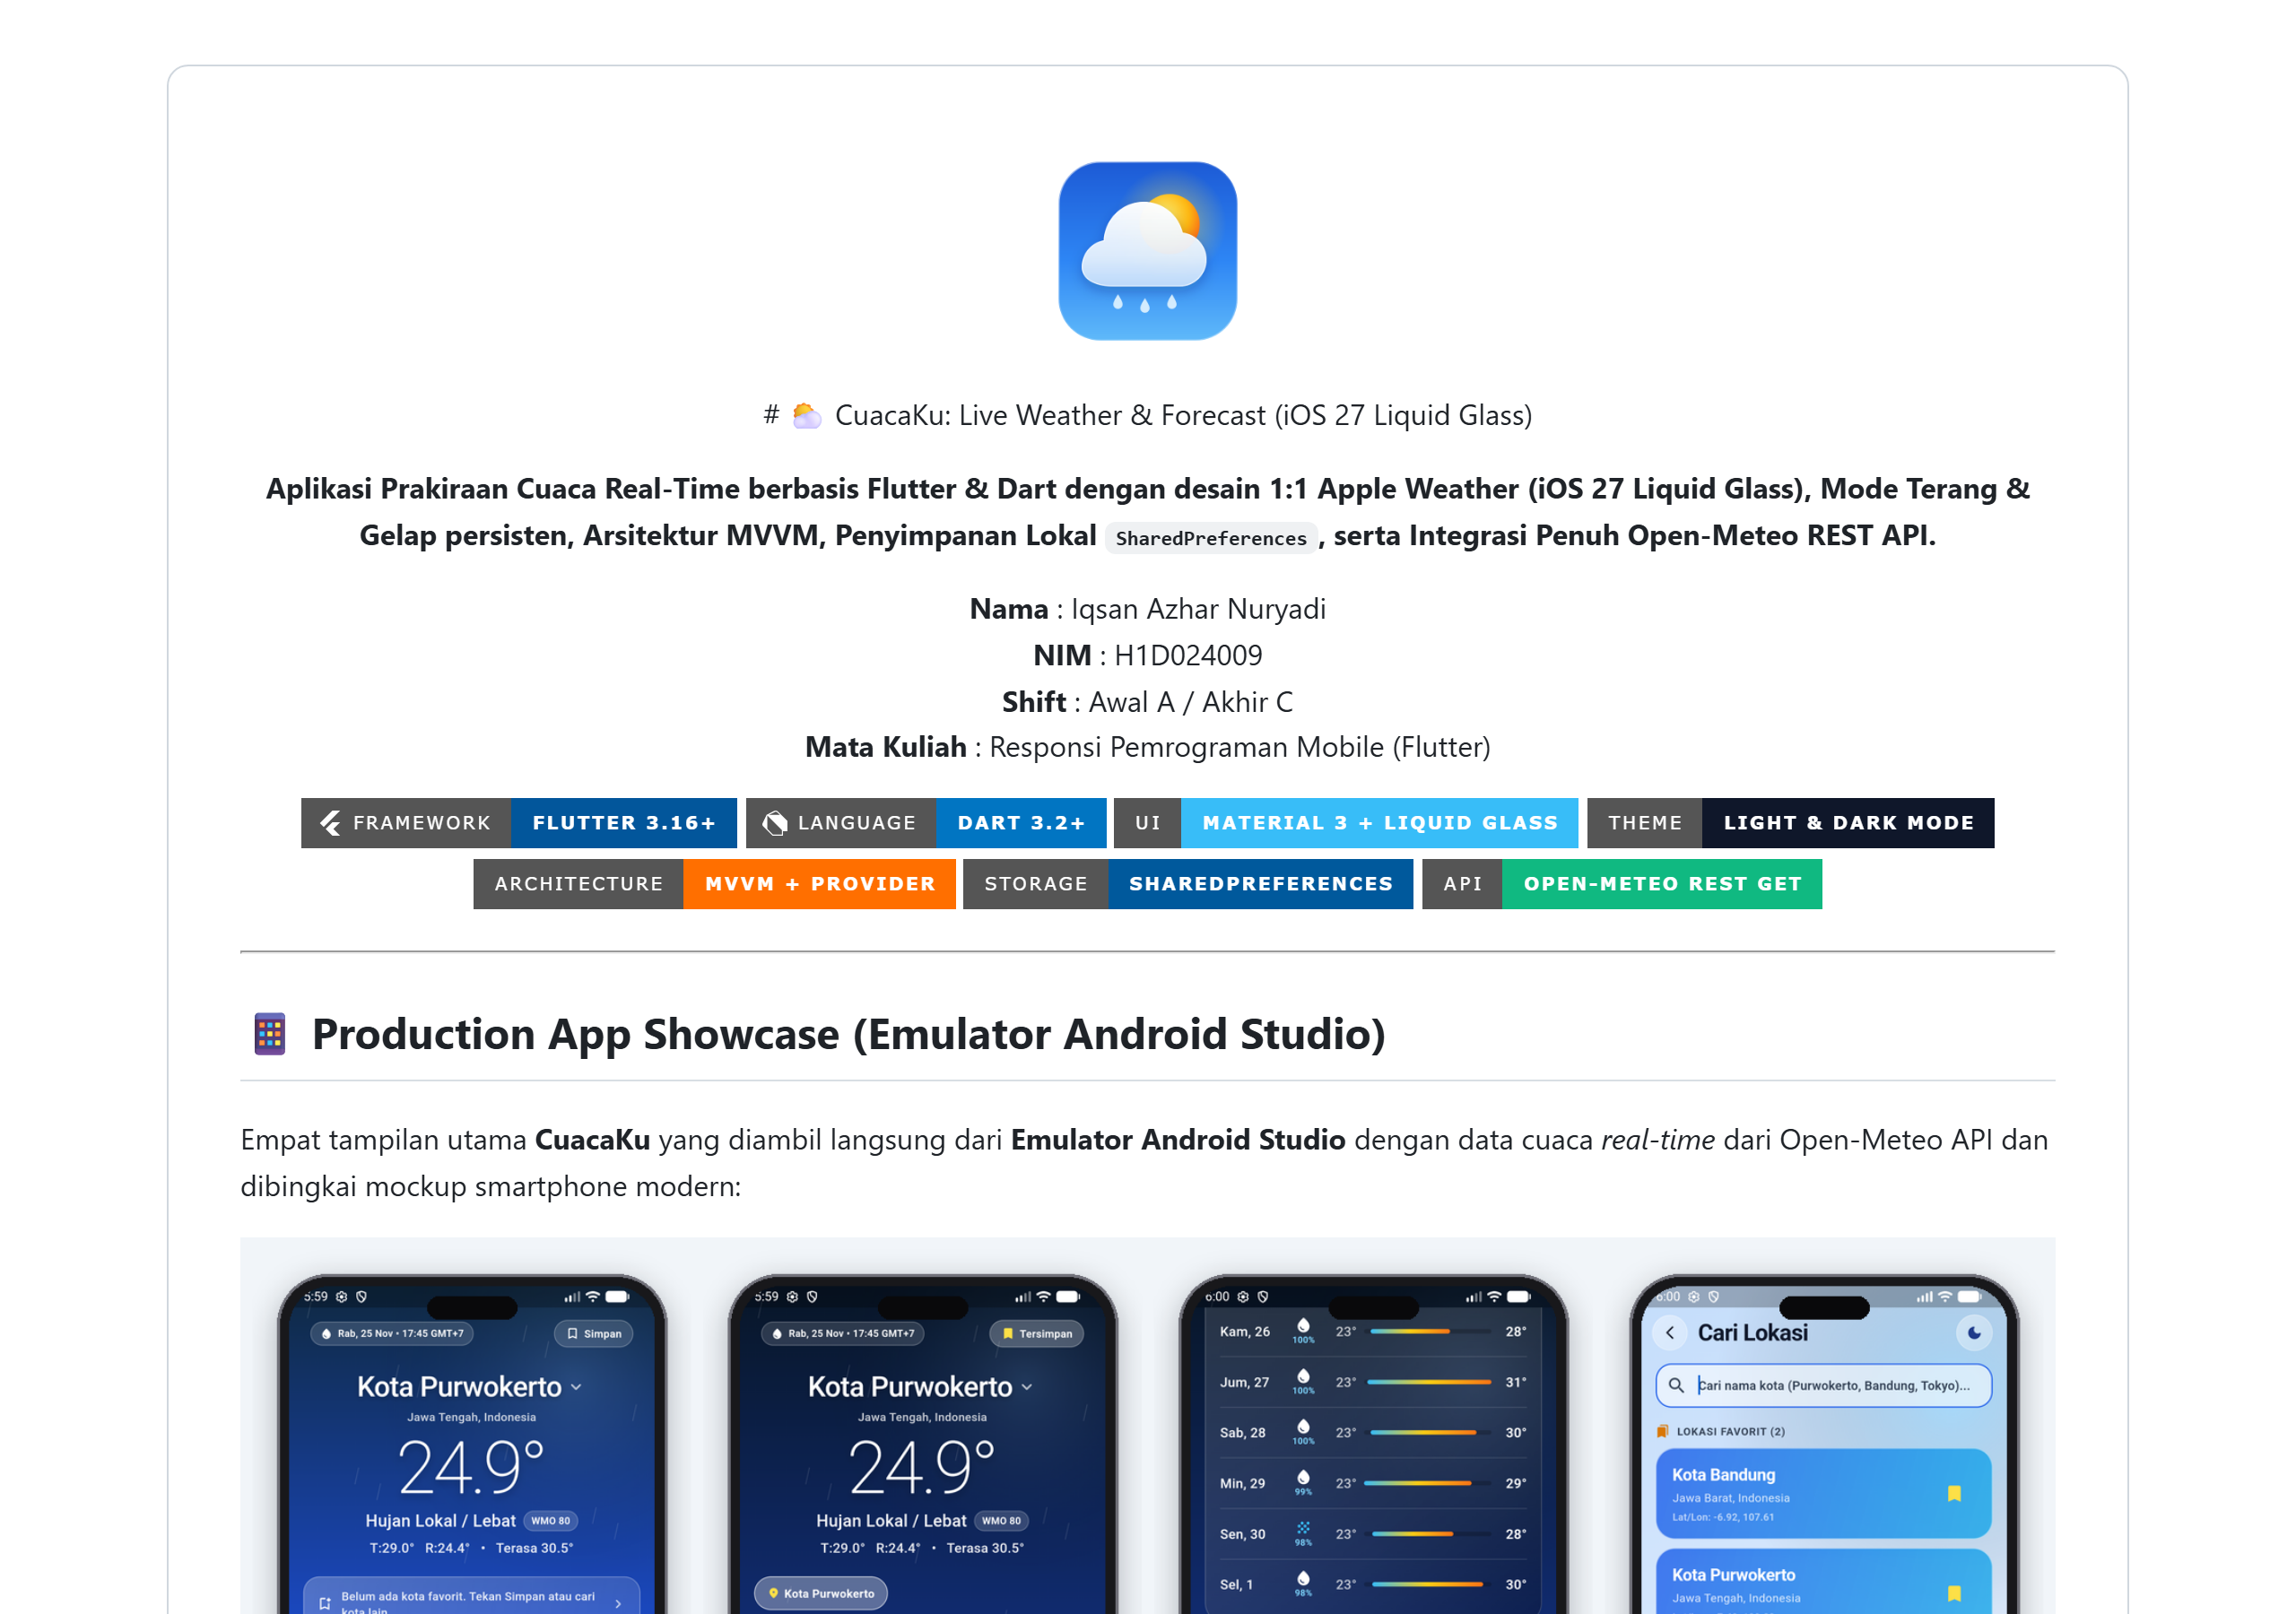 # CuacaKu: Live Weather & Forecast (iOS 27 Liquid Glass)
Aplikasi Prakiraan Cuaca Real-Time berbasis Flutter & Dart dengan desain 1:1 Apple Weather (iOS 27 Liquid Glass), Mode Terang &
Gelap persisten, Arsitektur MVVM, Penyimpanan Lokal SharedPreferences, serta Integrasi Penuh Open-Meteo REST API.
Nama : Iqsan Azhar Nuryadi
NIM : H1D024009
Shift : Awal A / Akhir C
Mata Kuliah : Responsi Pemrograman Mobile (Flutter)
FRAMEWORK FLUTTER 3.16+ LANGUAGE DART 3.2+ UI MATERIAL 3 + LIQUID GLASS THEME LIGHT & DARK MODE
ARCHITECTURE MVVM + PROVIDER STORAGE SHAREDPREFERENCES API OPEN-METEO REST GET
Production App Showcase (Emulator Android Studio)
Empat tampilan utama CuacaKu yang diambil langsung dari Emulator Android Studio dengan data cuaca real-time dari Open-Meteo API dan
dibingkai mockup smartphone modern:
5:59
Rab, 25 Nov • 17:45 GMT+7 Simpan
Kota Purwokerto
Jawa Tengah, Indonesia
24.9°
Hujan Lokal / Lebat WMO 80
T:29.0° R:24.4° • Terasa 30.5°
Belum ada kota favorit. Tekan Simpan atau cari
kota lain
5:59
Rab, 25 Nov • 17:45 GMT+7 Tersimpan
Kota Purwokerto
Jawa Tengah, Indonesia
24.9°
Hujan Lokal / Lebat WMO 80
T:29.0° R:24.4° • Terasa 30.5°
Kota Purwokerto
6:00
Kam, 26 100% 23° 28°
Jum, 27 100% 23° 31°
Sab, 28 100% 23° 30°
Min, 29 99% 23° 29°
Sen, 30 98% 23° 28°
Sel, 1 98% 23° 30°
6:00
Cari Lokasi
Cari nama kota (Purwokerto, Bandung, Tokyo)...
LOKASI FAVORIT (2)
Kota Bandung
Jawa Barat, Indonesia
Lat/Lon: -6.92, 107.61
Kota Purwokerto
Jawa Tengah, Indonesia